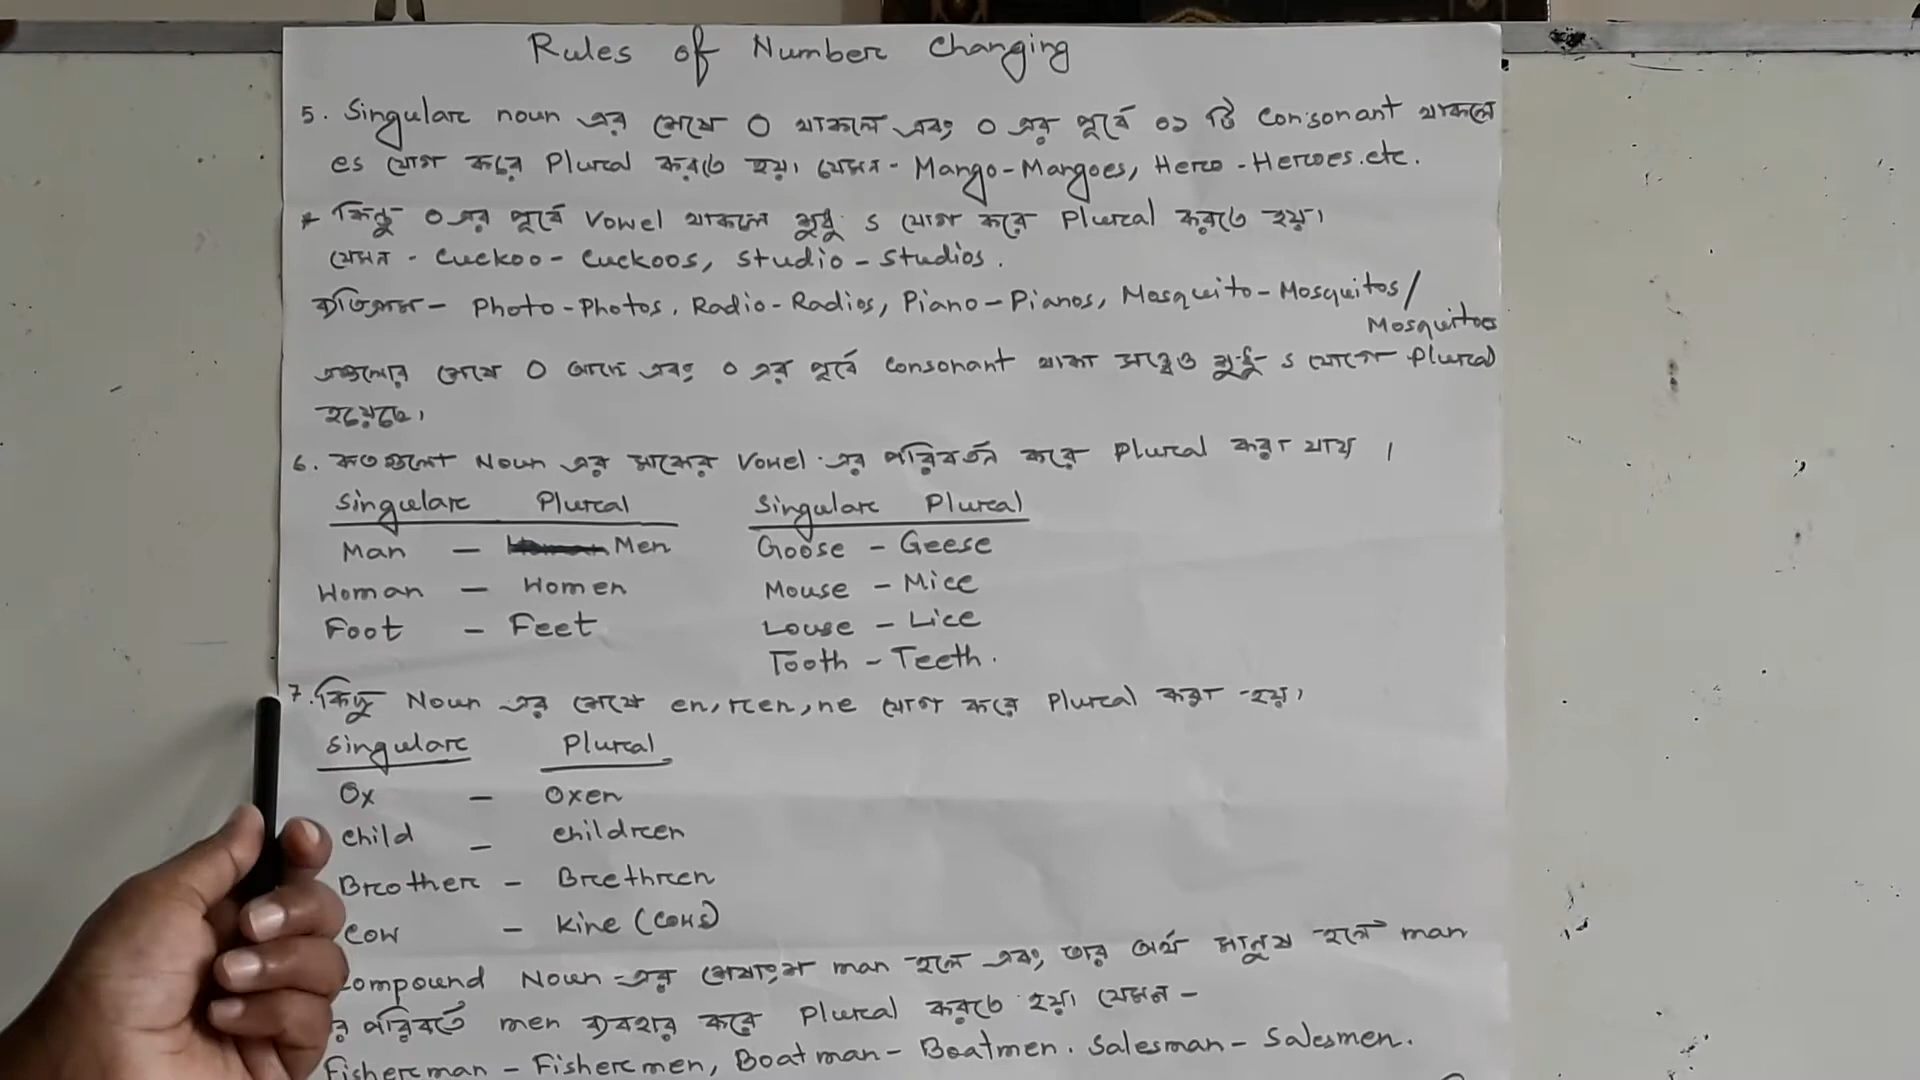 Rules of Number Changing
5. Singular noun এর শেষে O থাকলে এবং O এর পূর্বে ০১ টি Consonant থাকলে
es যোগ করে Plural করতে হয়। যেমন - Mango-Mangoes, Hero-Heroes.etc.
* কিন্তু O এর পূর্বে Vowel থাকলে শুধু s যোগ করে Plural করতে হয়।
যেমন - Cuckoo - Cuckoos, Studio - Studios.
ব্যতিক্রম - Photo-Photos, Radio-Radios, Piano-Pianos, Mosquito-Mosquitos/
Mosquitoes
এগুলোর শেষে O আছে এবং O এর পূর্বে Consonant থাকা সত্ত্বেও শুধু s যোগে Plural
হয়েছে।
6. কতগুলো Noun এর মাঝের Vowel এর পরিবর্তন করে Plural করা যায়।
Singular Plural
Man - Men
Woman - Women
Foot - Feet
Singular Plural
Goose - Geese
Mouse - Mice
Louse - Lice
Tooth - Teeth.
7. কিছু Noun এর শেষে en, ren, ne যোগ করে Plural করা হয়।
Singular Plural
Ox - Oxen
Child - Children
Brother - Brethren
Cow - Kine (Cows)
Compound Noun এর শেষাংশ man হলে এবং তার অর্থ মানুষ হলে man
র পরিবর্তে men ব্যবহার করে Plural করতে হয়। যেমন -
Fisherman - Fishermen, Boatman - Boatmen. Salesman - Salesmen.